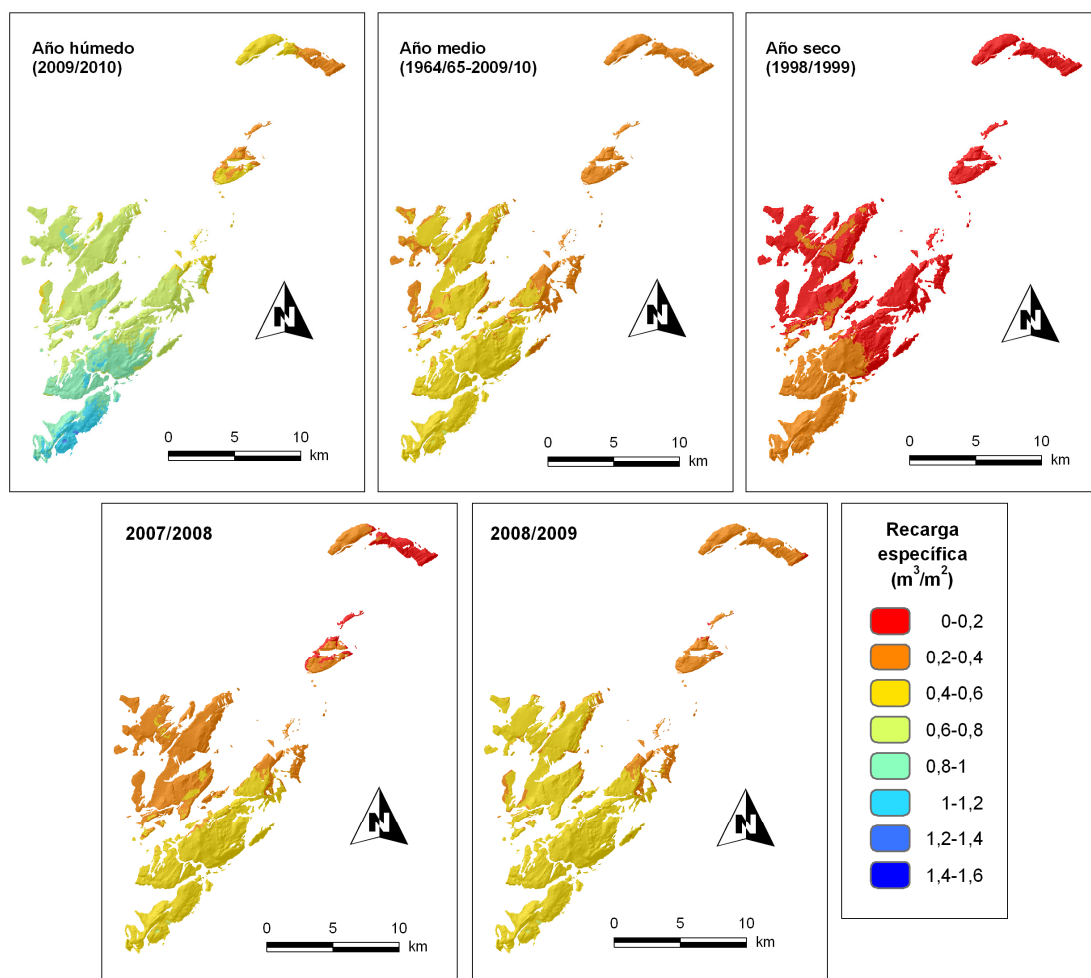 Año húmedo
(2009/2010)
N
0 5 10
km
Año medio
(1964/65-2009/10)
N
0 5 10
km
Año seco
(1998/1999)
N
0 5 10
km
2007/2008
N
0 5 10
km
2008/2009
N
0 5 10
km
Recarga
específica
(m³/m²)
0-0,2
0,2-0,4
0,4-0,6
0,6-0,8
0,8-1
1-1,2
1,2-1,4
1,4-1,6